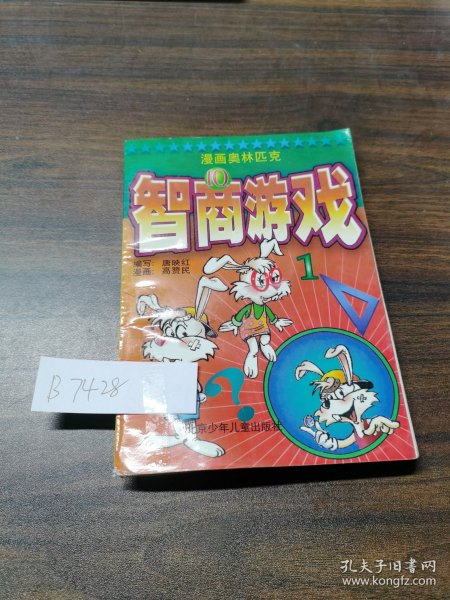 漫画奥林匹克
IQ
智商游戏
编写:唐映红
漫画:高赞民
1
B 7428
?
北京少年儿童出版社
孔夫子旧书网
www.kongfz.com